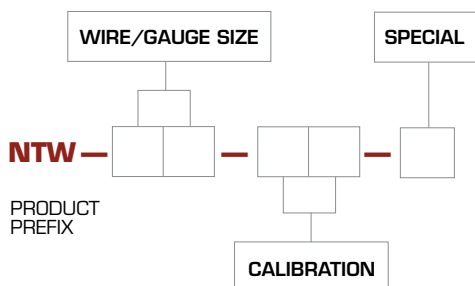 WIRE/GAUGE SIZE
SPECIAL
NTW — — —
PRODUCT
PREFIX
CALIBRATION